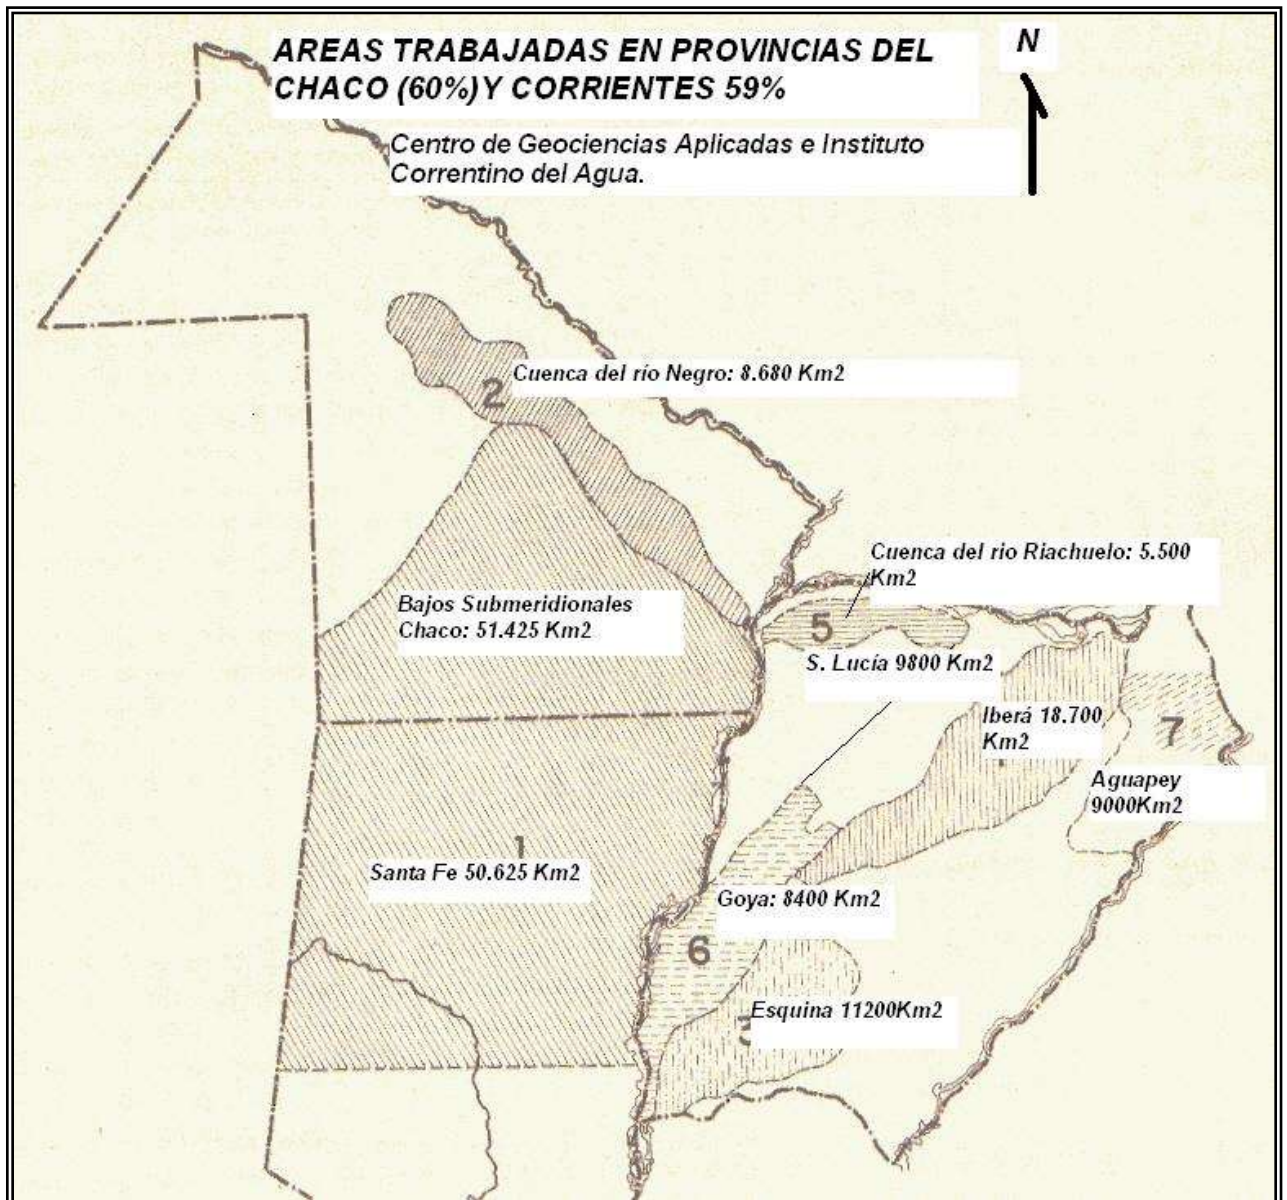 AREAS TRABAJADAS EN PROVINCIAS DEL
CHACO (60%)Y CORRIENTES 59%
N
Centro de Geociencias Aplicadas e Instituto
Correntino del Agua.
Cuenca del río Negro: 8.680 Km2
2
Cuenca del rio Riachuelo: 5.500
Km2
Bajos Submeridionales
Chaco: 51.425 Km2
5
S. Lucía 9800 Km2
Iberá 18.700
Km2
7
Aguapey
9000Km2
1
Santa Fe 50.625 Km2
Goya: 8400 Km2
6
Esquina 11200Km2